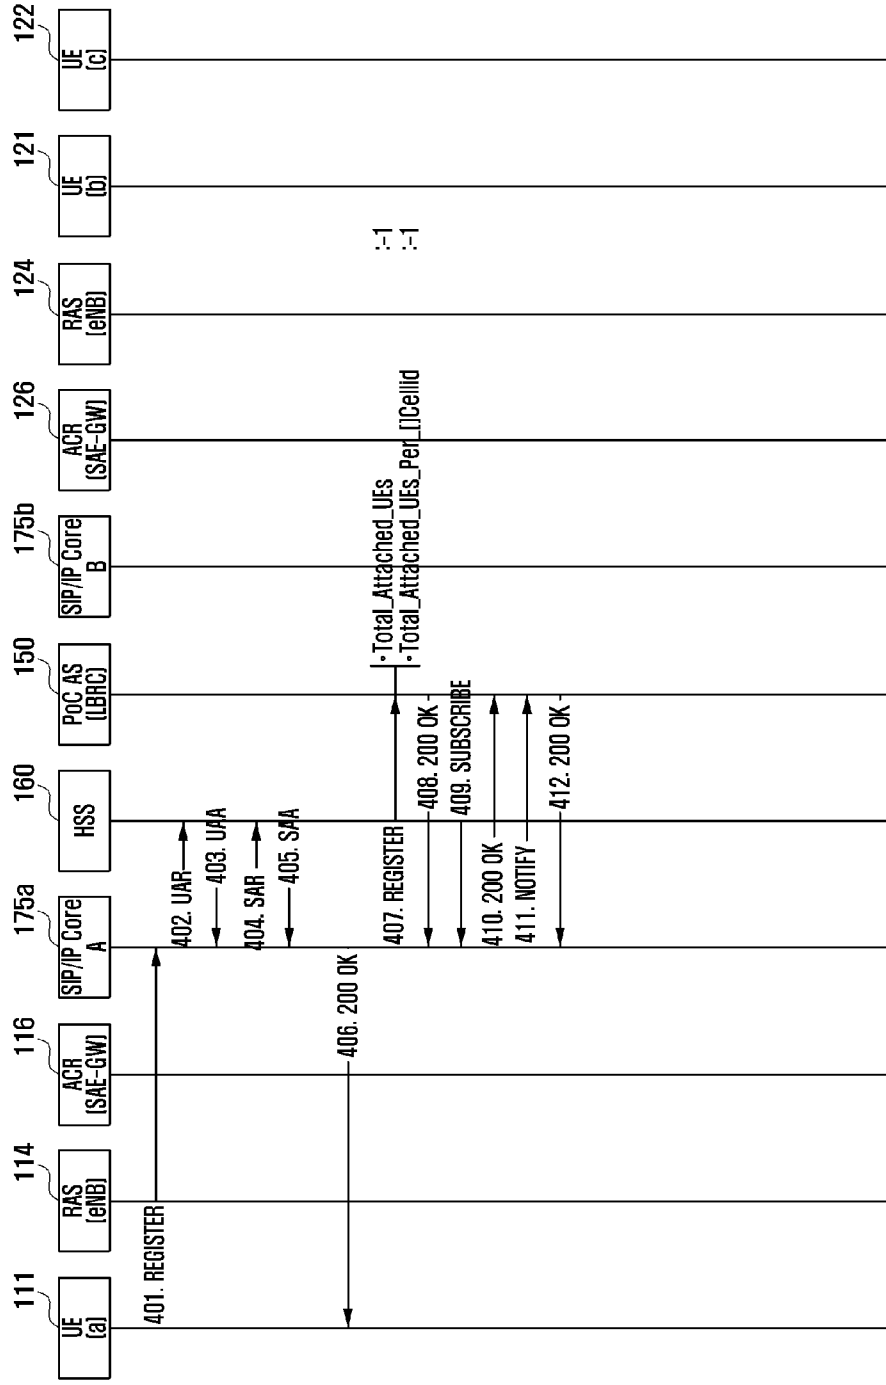 111
114
116
175a
160
150
175b
126
124
121
122
UE
(a)
RAS
(eNB)
ACR
(SAE-GW)
SIP/IP Core
A
HSS
PoC AS
(LBRC)
SIP/IP Core
B
ACR
(SAE-GW)
RAS
(eNB)
UE
(b)
UE
(c)
401. REGISTER
402. UAR
403. UAA
404. SAR
405. SAA
406. 200 OK
407. REGISTER
•Total_Attached_UEs :-1
•Total_Attached_UEs_Per_[]Cellid :-1
408. 200 OK
409. SUBSCRIBE
410. 200 OK
411. NOTIFY
412. 200 OK